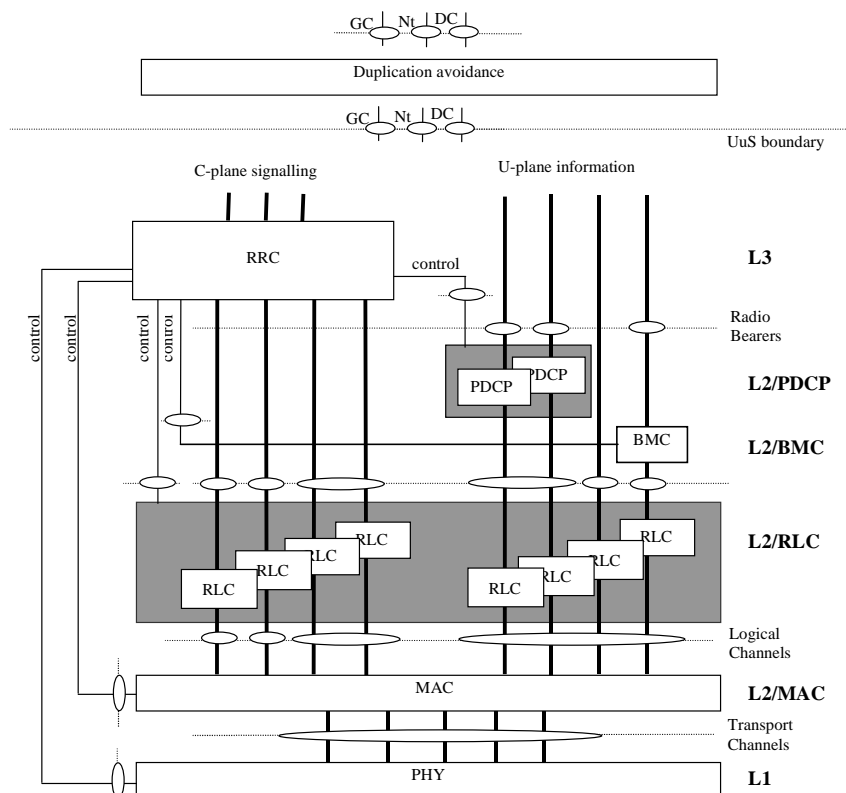 GC Nt DC
Duplication avoidance
GC Nt DC
UuS boundary
C-plane signalling
U-plane information
RRC
control
L3
control
control
control
control
Radio
Bearers
PDCP
PDCP
L2/PDCP
BMC
L2/BMC
RLC
RLC
RLC
RLC
RLC
RLC
RLC
RLC
L2/RLC
Logical
Channels
MAC
L2/MAC
Transport
Channels
PHY
L1